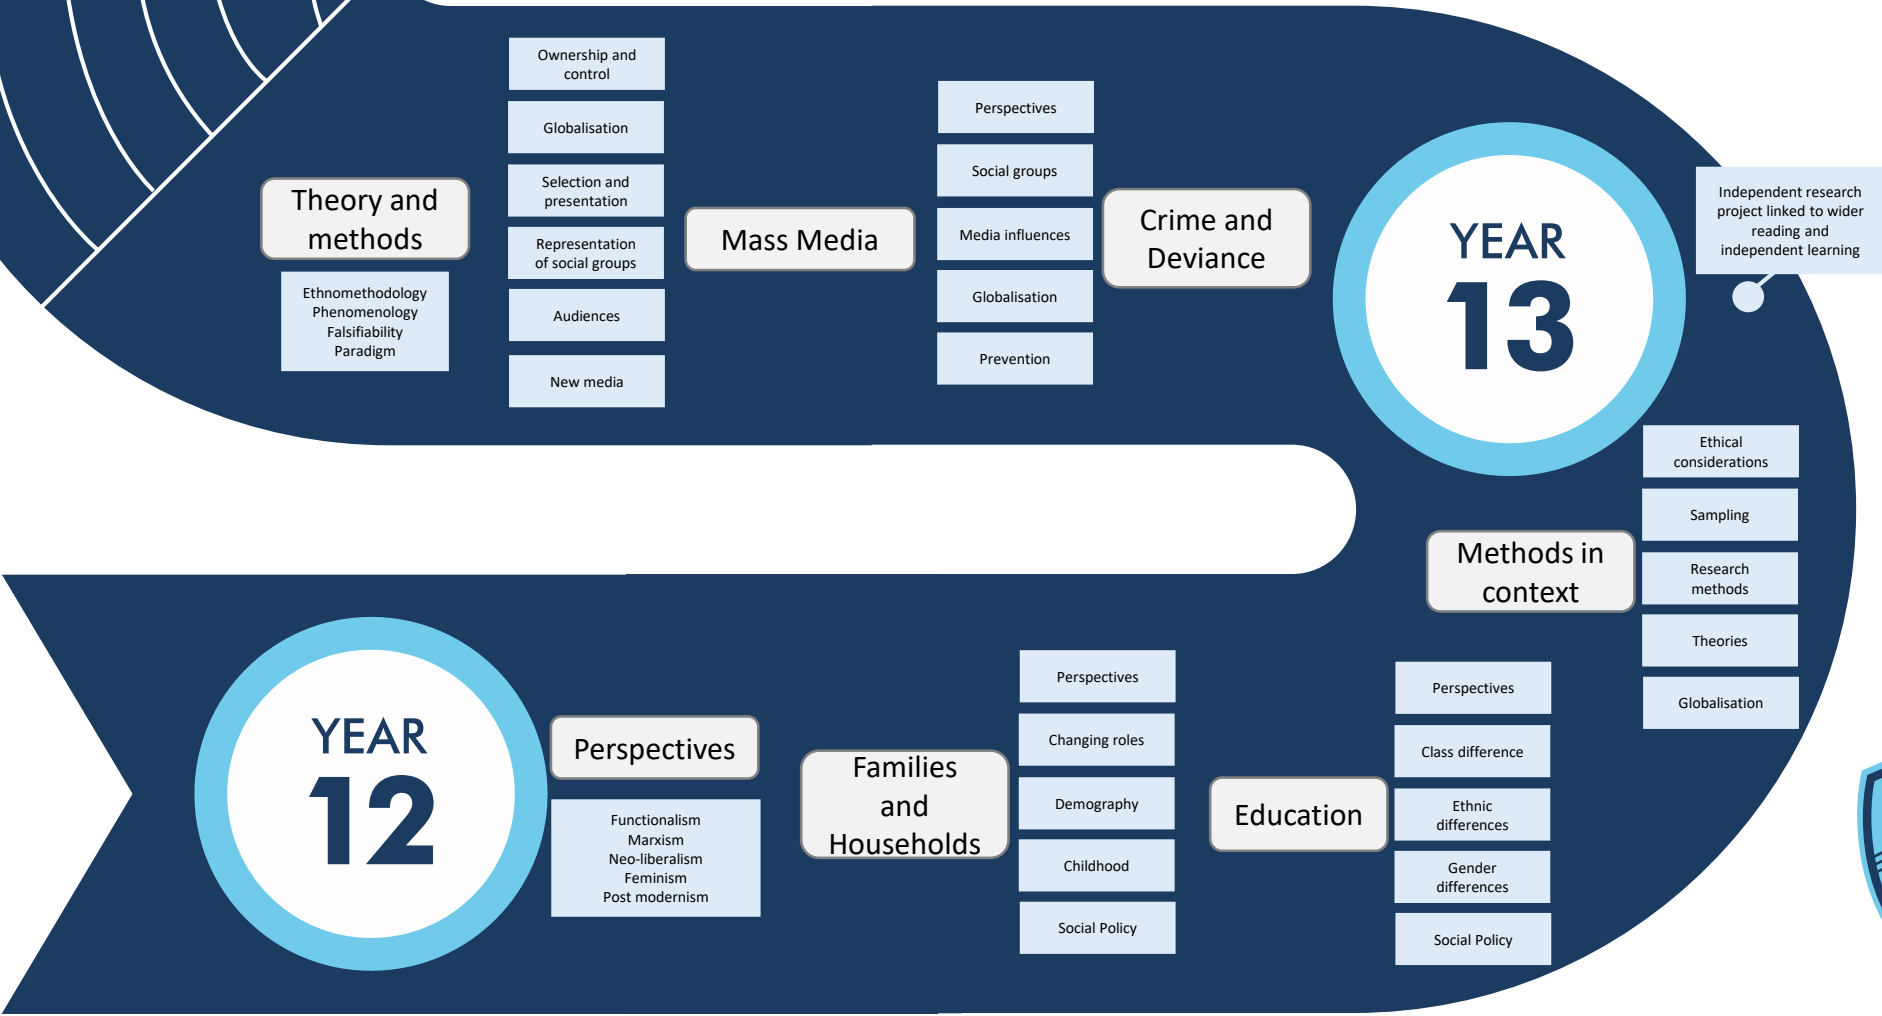 Ownership and
control
Globalisation
Selection and
presentation
Representation
of social groups
Audiences
New media
Theory and
methods
Ethnomethodology
Phenomenology
Falsifiability
Paradigm
Mass Media
Perspectives
Social groups
Media influences
Globalisation
Prevention
Crime and
Deviance
YEAR
13
Independent research
project linked to wider
reading and
independent learning
Ethical
considerations
Sampling
Research
methods
Theories
Globalisation
Methods in
context
YEAR
12
Perspectives
Functionalism
Marxism
Neo-liberalism
Feminism
Post modernism
Families
and
Households
Perspectives
Changing roles
Demography
Childhood
Social Policy
Education
Perspectives
Class difference
Ethnic
differences
Gender
differences
Social Policy